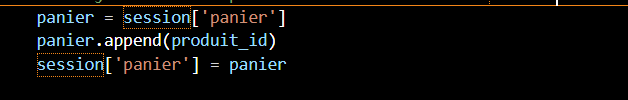 panier = session['panier']
panier.append(produit_id)
session['panier'] = panier